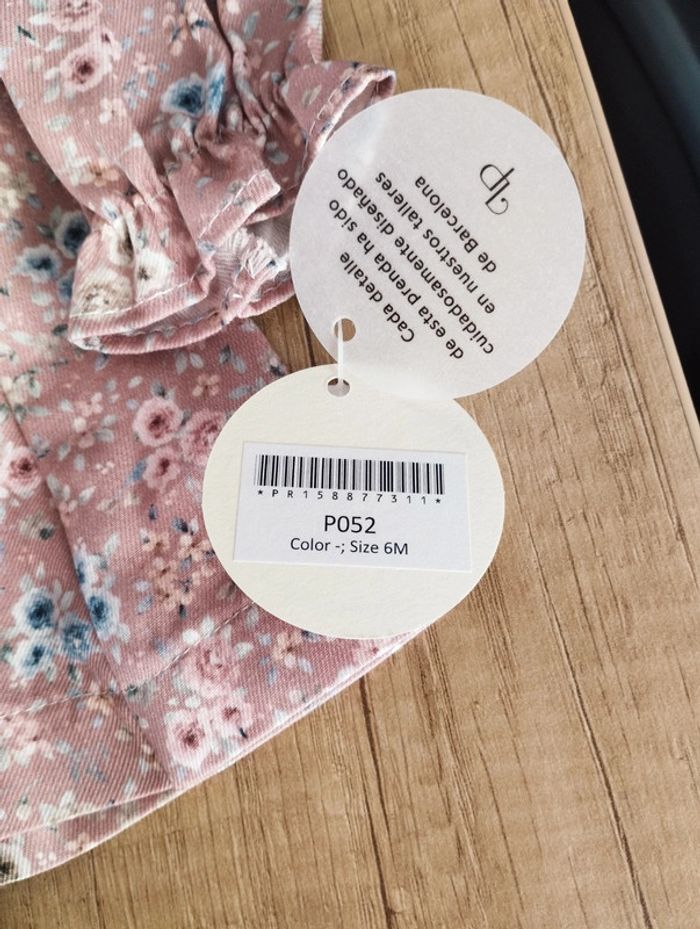 Cada detalle
de esta prenda ha sido
cuidadosamente diseñado
en nuestros talleres
de Barcelona
*PR158877311*
P052
Color -; Size 6M